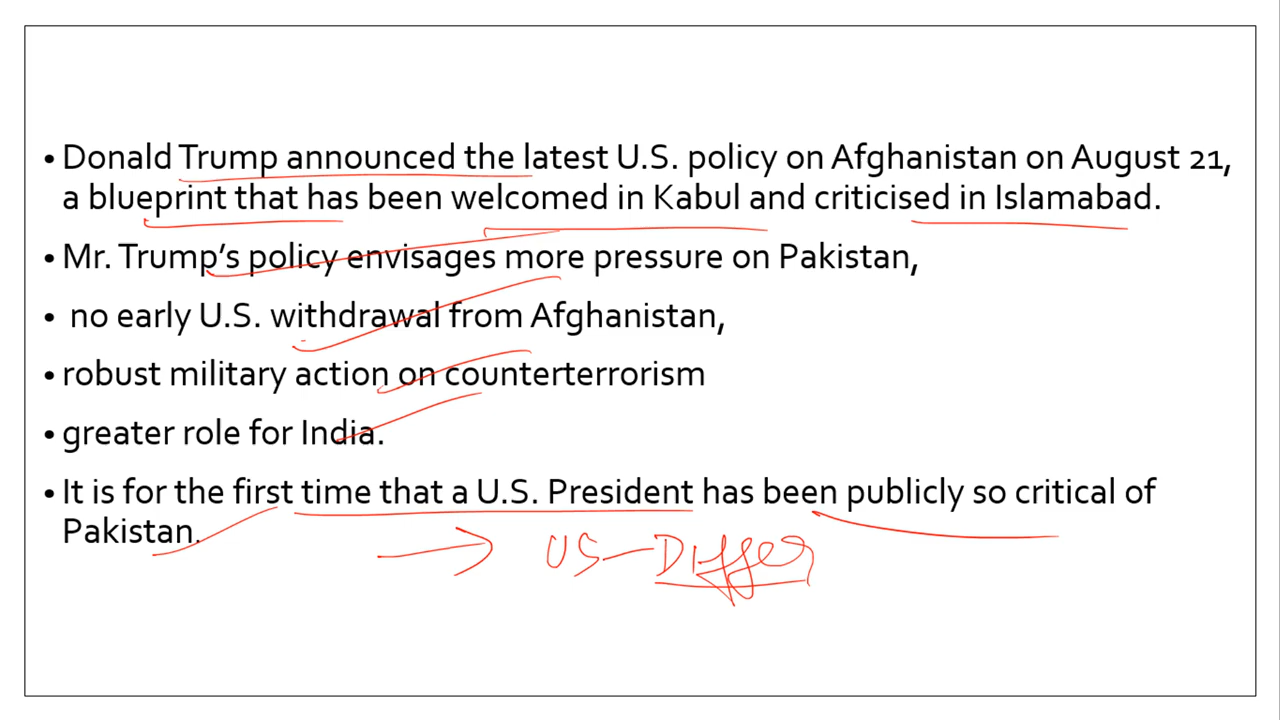 • Donald Trump announced the latest U.S. policy on Afghanistan on August 21,
a blueprint that has been welcomed in Kabul and criticised in Islamabad.
• Mr. Trump's policy envisages more pressure on Pakistan,
• no early U.S. withdrawal from Afghanistan,
• robust military action on counterterrorism
• greater role for India.
• It is for the first time that a U.S. President has been publicly so critical of
Pakistan.
→ US — Differ